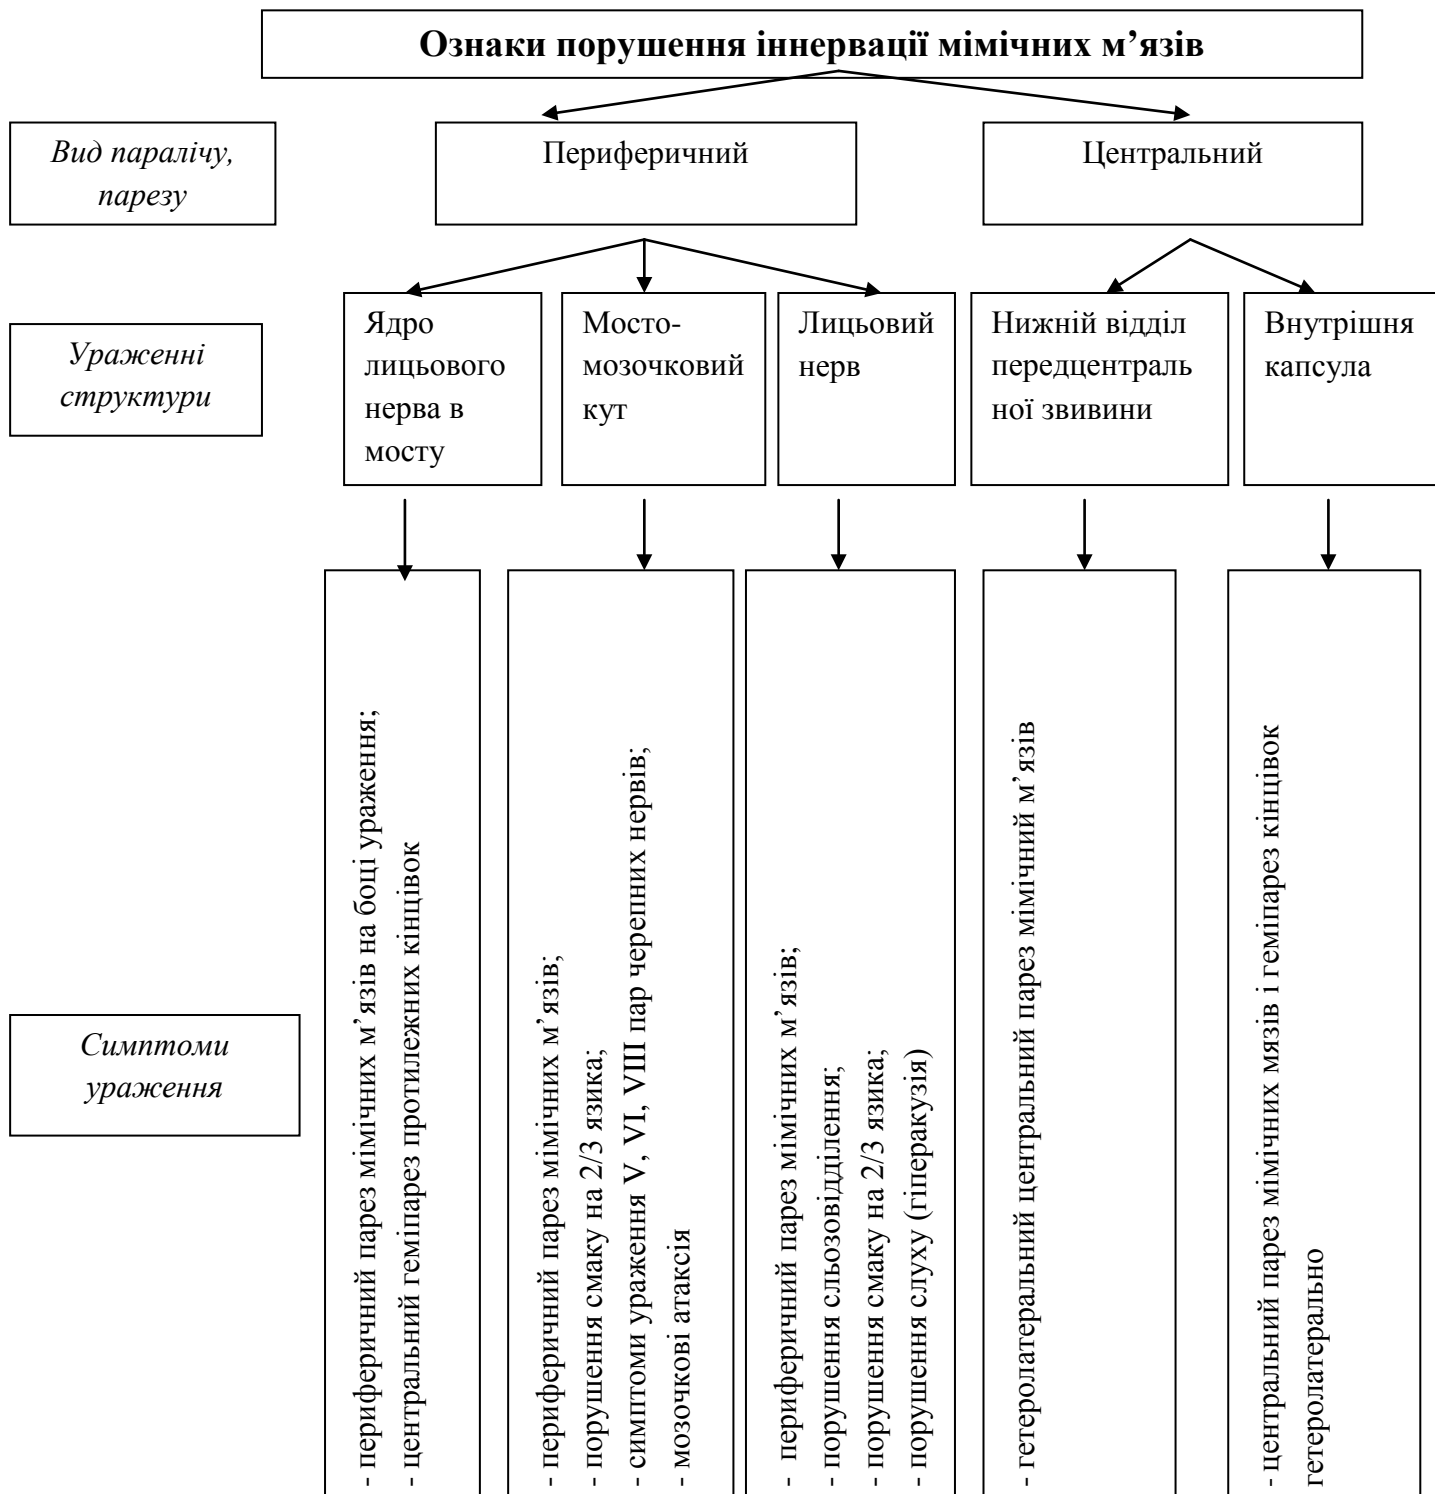 Ознаки порушення іннервації мімічних м’язів
Вид паралічу,
парезу
Периферичний
Центральний
Ураженні
структури
Ядро
лицьового
нерва в
мосту
Мосто-
мозочковий
кут
Лицьовий
нерв
Нижній відділ
передцентраль
ної звивини
Внутрішня
капсула
Симптоми
ураження
- периферичний парез мімічних м’язів на боці ураження;
- центральний геміпарез протилежних кінцівок
- периферичний парез мімічних м’язів;
- порушення смаку на 2/3 язика;
- симптоми ураження V, VI, VIII пар черепних нервів;
- мозочкові атаксія
- периферичний парез мімічних м’язів;
- порушення сльозовідділення;
- порушення смаку на 2/3 язика;
- порушення слуху (гіперакузія)
- гетеролатеральний центральний парез мімічний м’язів
- центральний парез мімічних мязів і геміпарез кінцівок
гетеролатерально